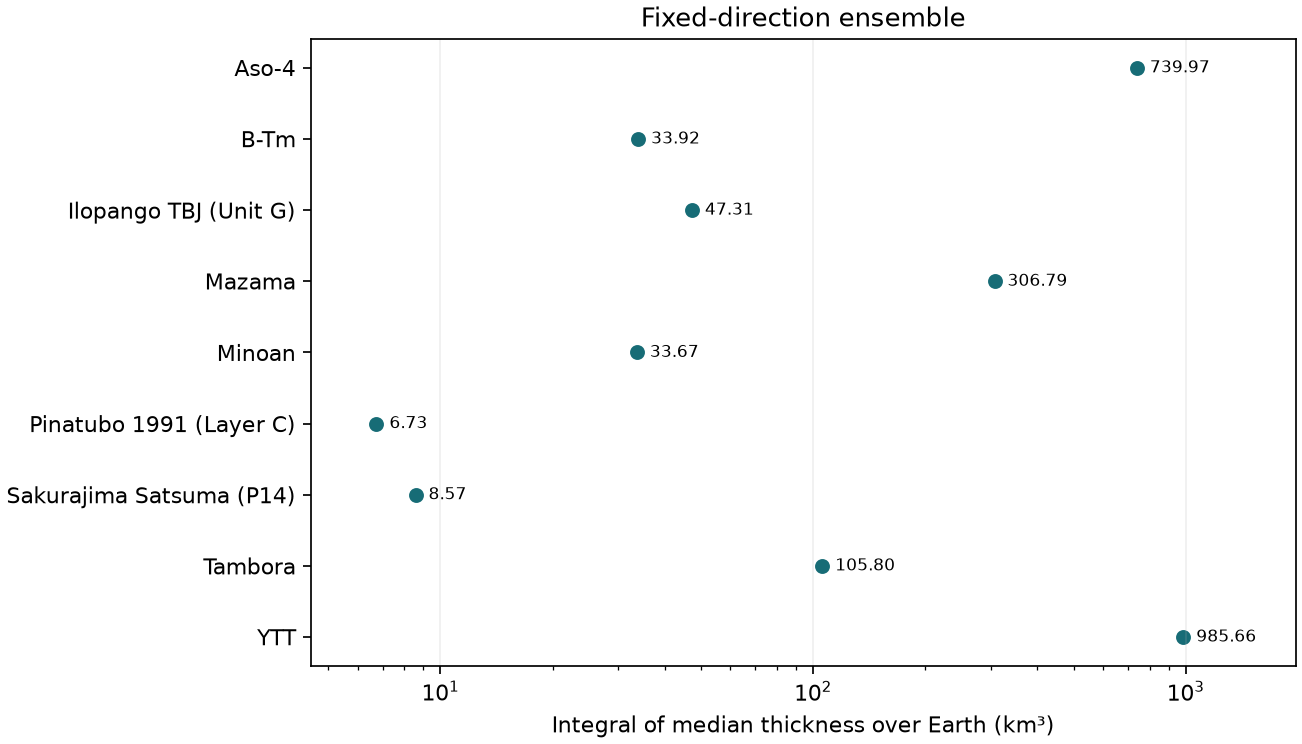 Fixed-direction ensemble
Aso-4
739.97
B-Tm
33.92
Ilopango TBJ (Unit G)
47.31
Mazama
306.79
Minoan
33.67
Pinatubo 1991 (Layer C)
6.73
Sakurajima Satsuma (P14)
8.57
Tambora
105.80
YTT
985.66
10¹ 10² 10³
Integral of median thickness over Earth (km³)